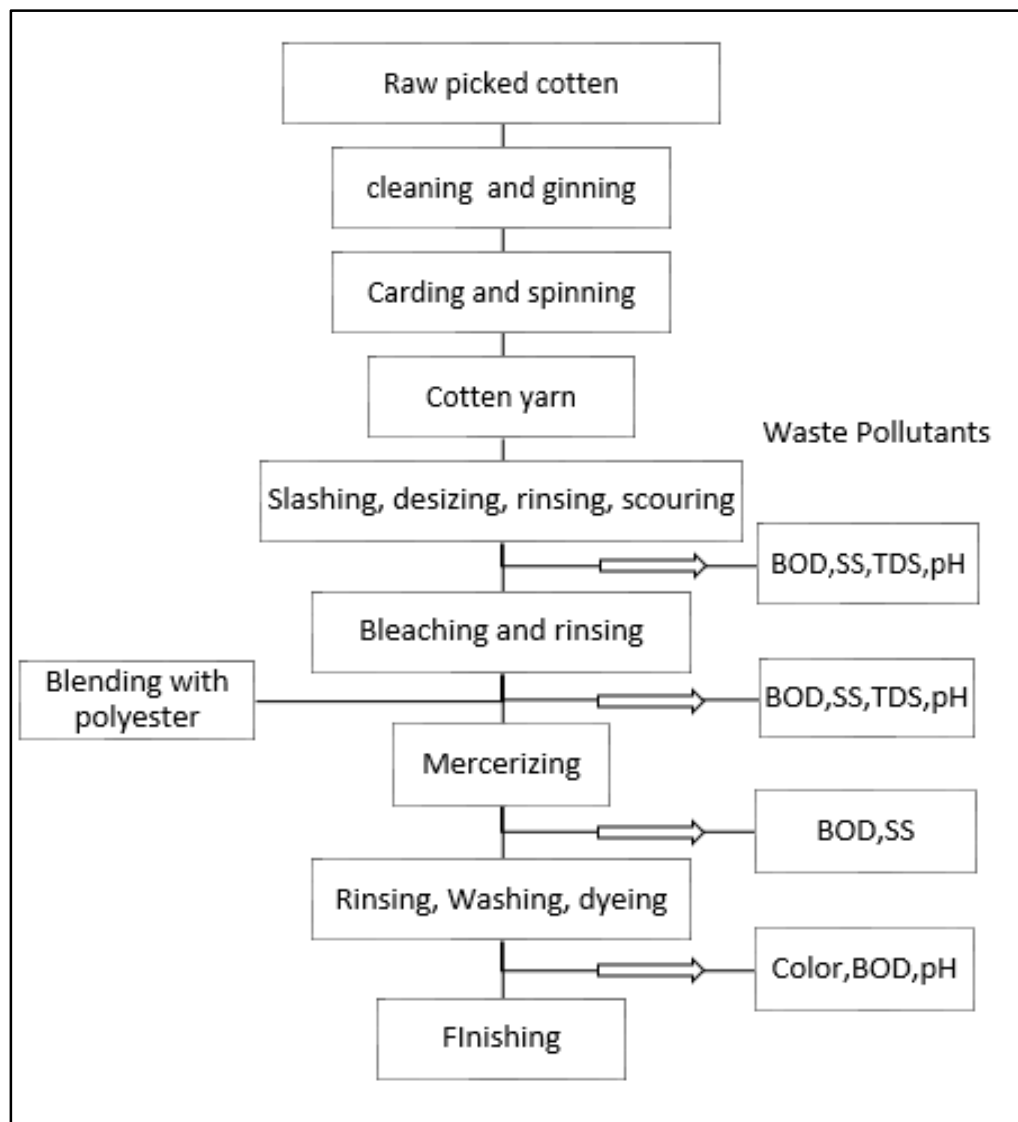 Raw picked cotten
cleaning and ginning
Carding and spinning
Cotten yarn
Waste Pollutants
Slashing, desizing, rinsing, scouring
BOD,SS,TDS,pH
Bleaching and rinsing
Blending with
polyester
BOD,SS,TDS,pH
Mercerizing
BOD,SS
Rinsing, Washing, dyeing
Color,BOD,pH
FInishing